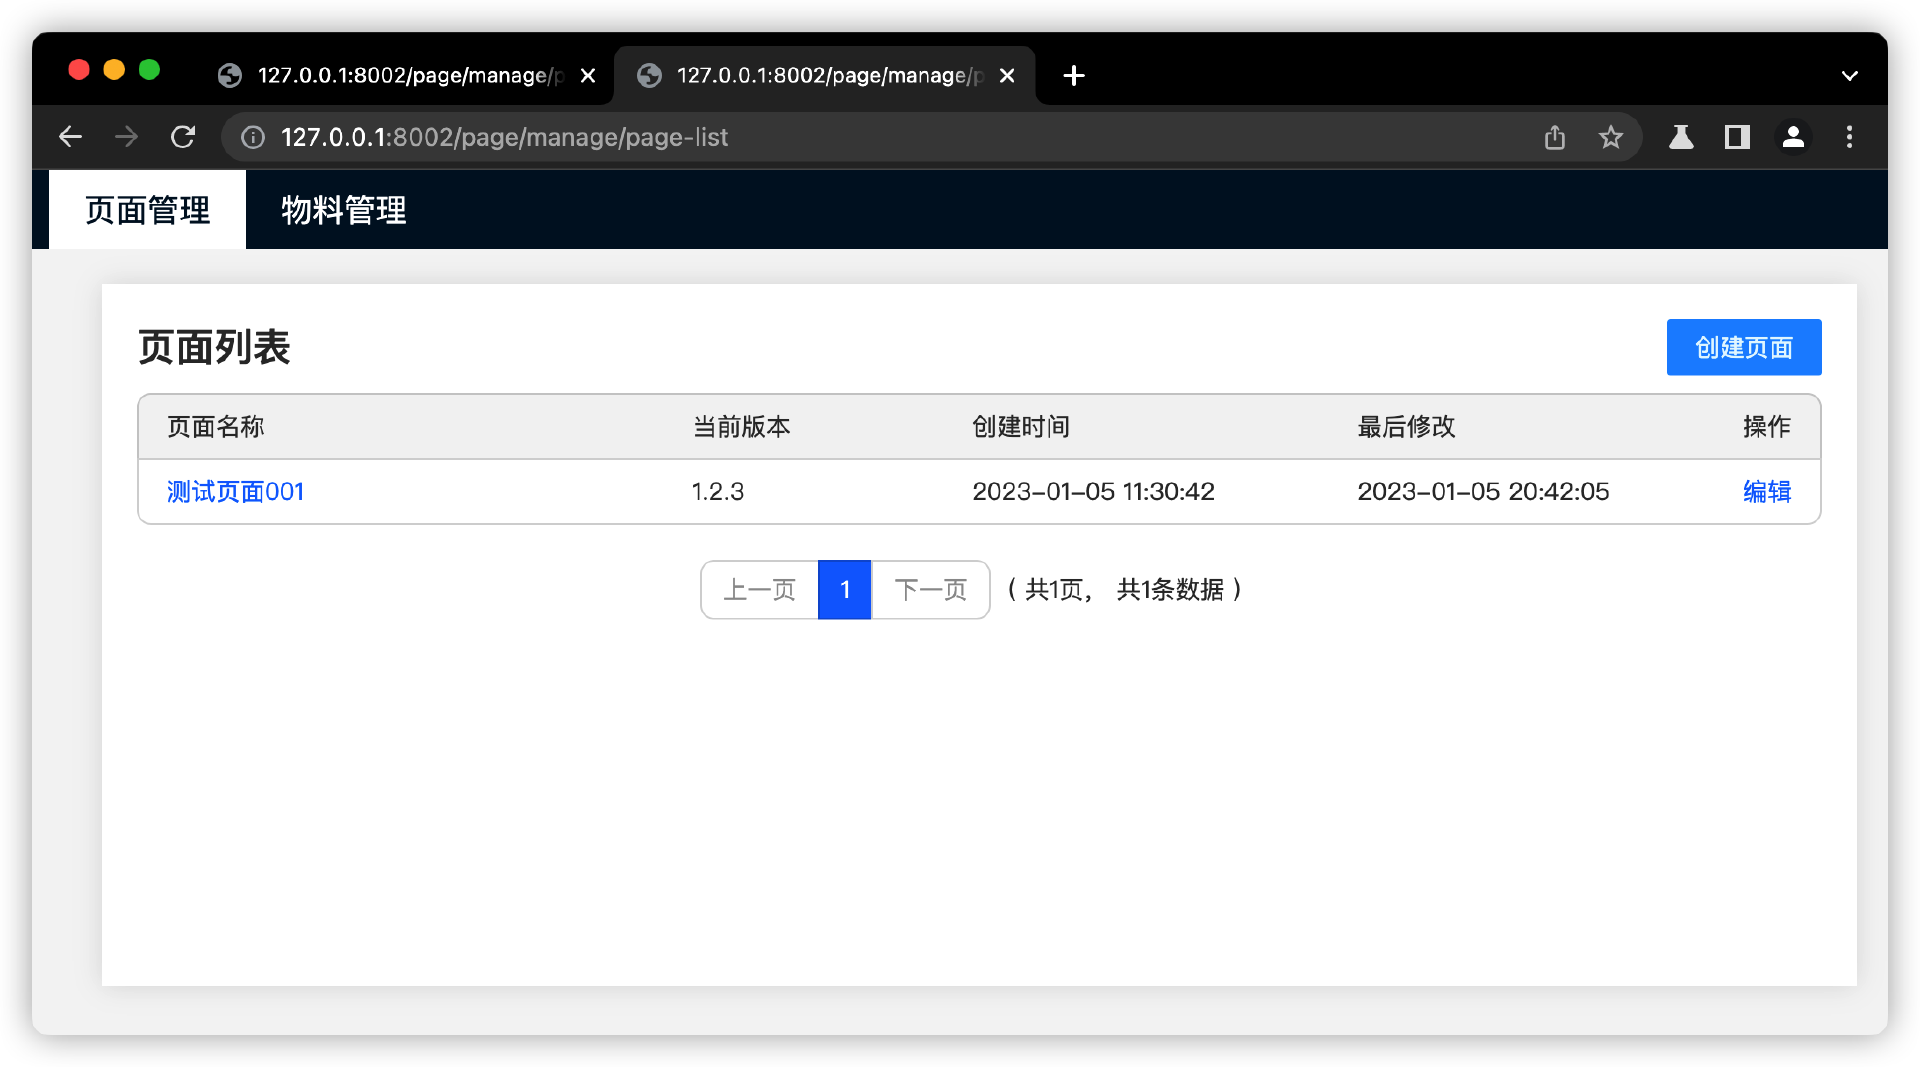 127.0.0.1:8002/page/manage/p
127.0.0.1:8002/page/manage/p
127.0.0.1:8002/page/manage/page-list
页面管理 物料管理
页面列表 创建页面
页面名称 当前版本 创建时间 最后修改 操作
测试页面001 1.2.3 2023-01-05 11:30:42 2023-01-05 20:42:05 编辑
上一页 1 下一页 ( 共1页, 共1条数据 )